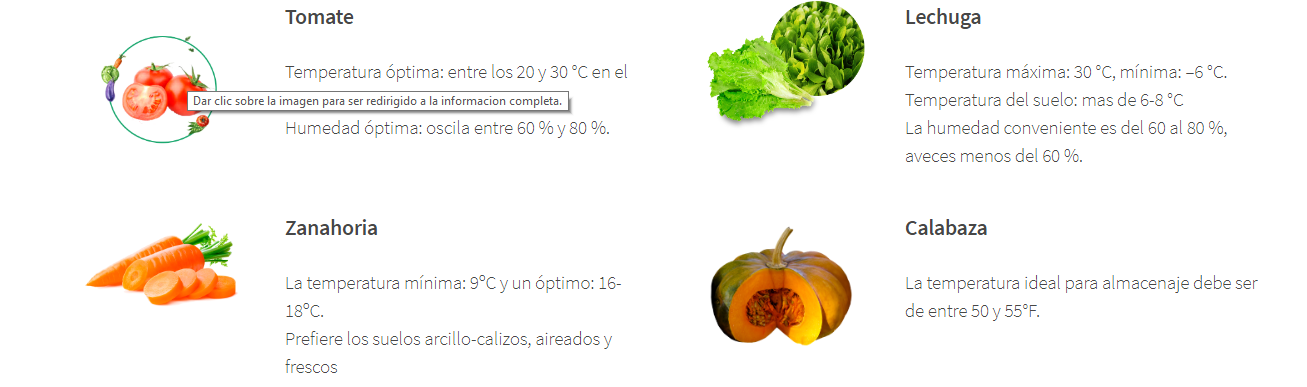 Tomate
Temperatura óptima: entre los 20 y 30 °C en el
Dar clic sobre la imagen para ser redirigido a la informacion completa.
Humedad óptima: oscila entre 60 % y 80 %.
Lechuga
Temperatura máxima: 30 °C, mínima: –6 °C.
Temperatura del suelo: mas de 6-8 °C
La humedad conveniente es del 60 al 80 %,
aveces menos del 60 %.
Zanahoria
La temperatura mínima: 9ºC y un óptimo: 16-
18ºC.
Prefiere los suelos arcillo-calizos, aireados y
frescos
Calabaza
La temperatura ideal para almacenaje debe ser
de entre 50 y 55°F.